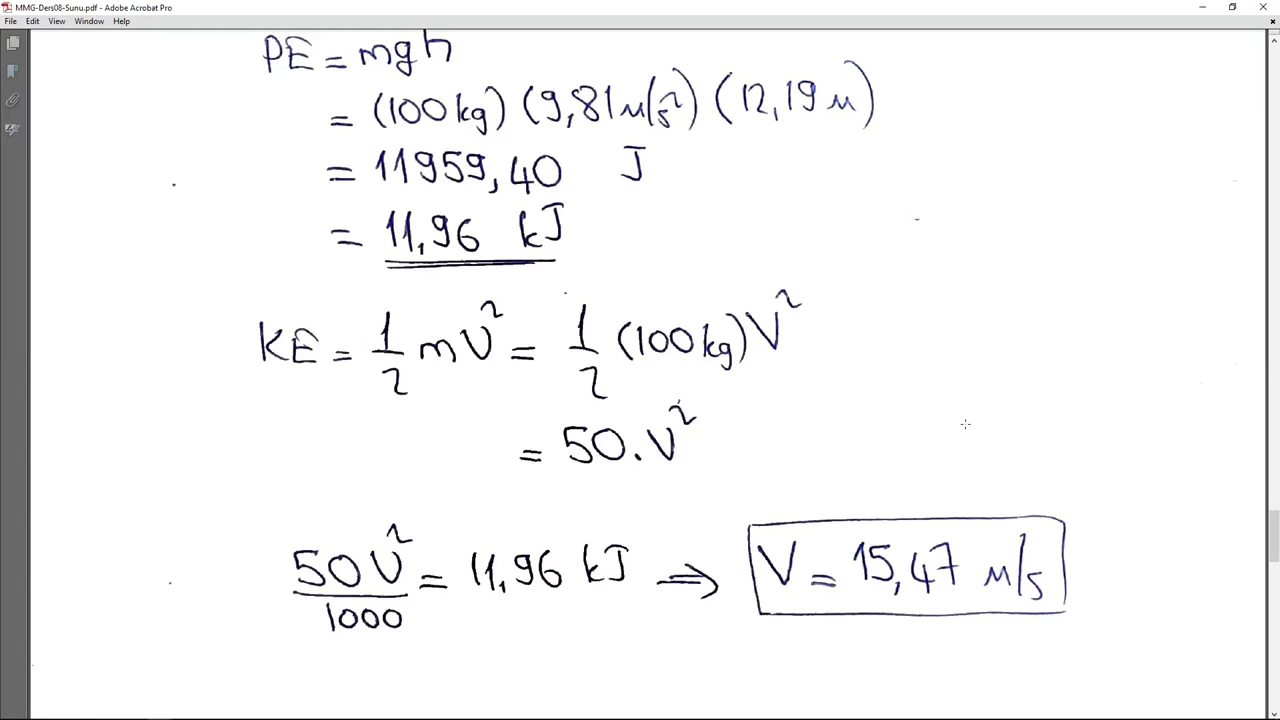 MMG-Ders08-Sunu.pdf - Adobe Acrobat Pro
File Edit View Window Help
PE = mgh
= (100 kg) (9,81 m/s²) (12,19 m)
= 11959,40 J
= 11,96 kJ
KE = 1/2 mV² = 1/2 (100 kg) V²
= 50.V²
50V²/1000 = 11,96 kJ ⇒ V = 15,47 m/s